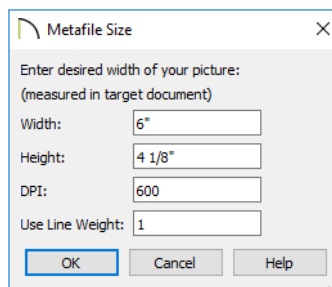 Metafile Size
Enter desired width of your picture:
(measured in target document)
Width: 6"
Height: 4 1/8"
DPI: 600
Use Line Weight: 1
OK Cancel Help